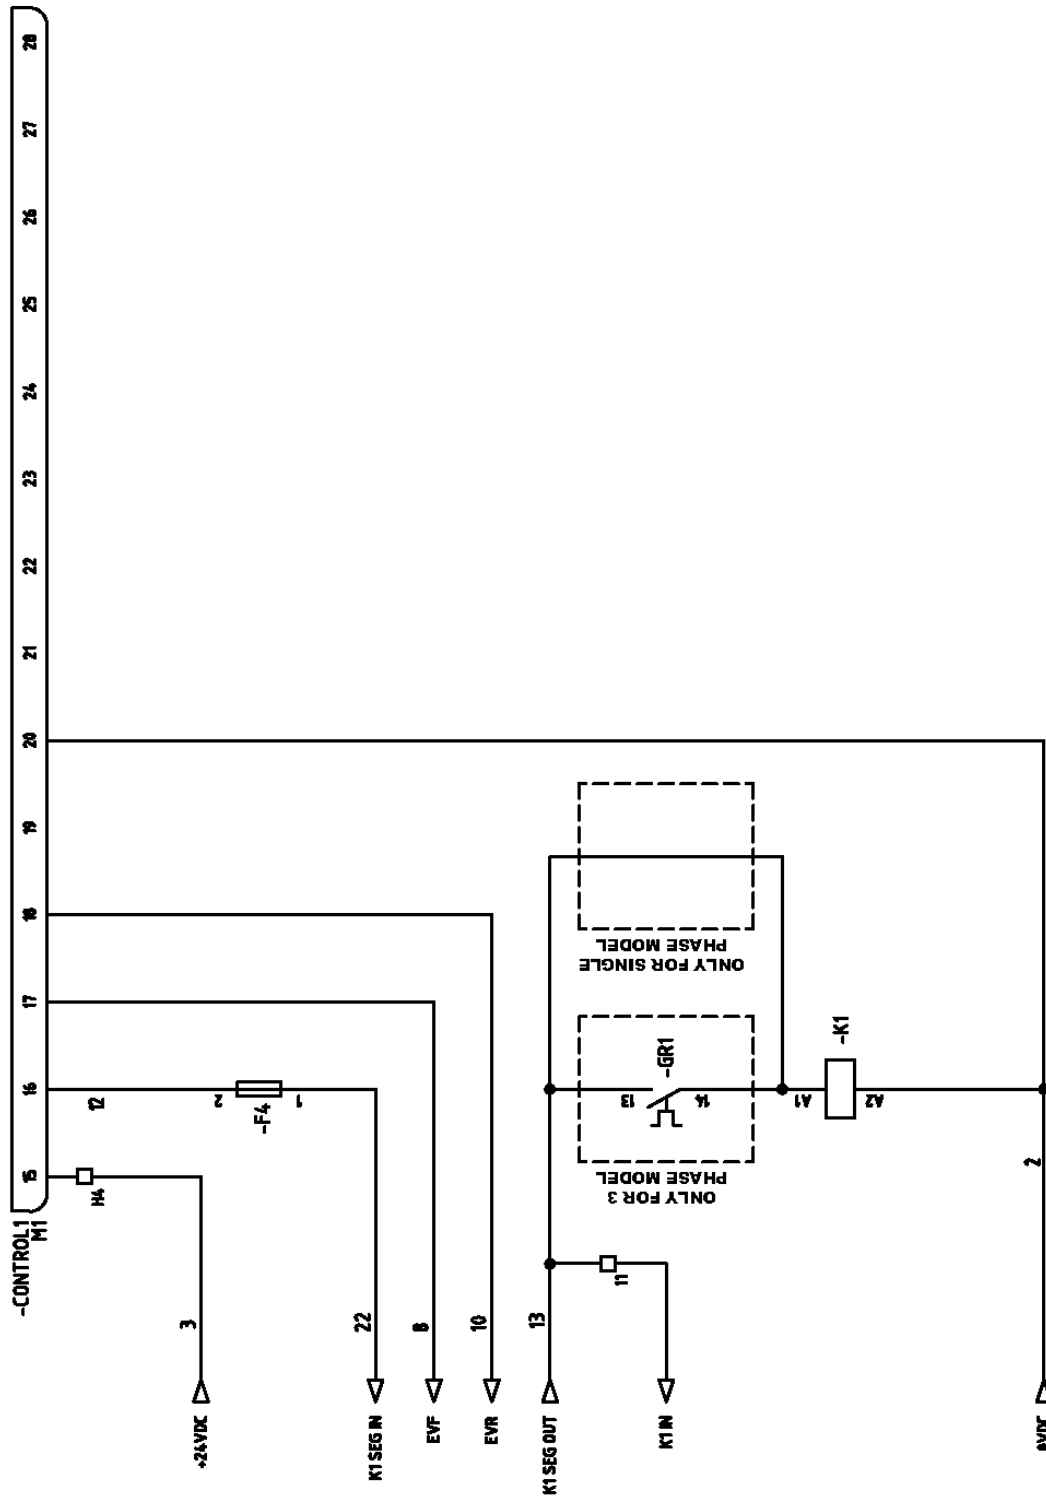 -CONTROL1
M1
15
16
17
18
19
20
21
22
23
24
25
26
27
28
H4
12
2
-F4
1
3
22
8
10
13
11
ONLY FOR 3
PHASE MODEL
13
-GR1
14
ONLY FOR SINGLE
PHASE MODEL
A1
-K1
A2
2
+24VDC
K1 SEG IN
EVF
EVR
K1 SEG OUT
K1 IN